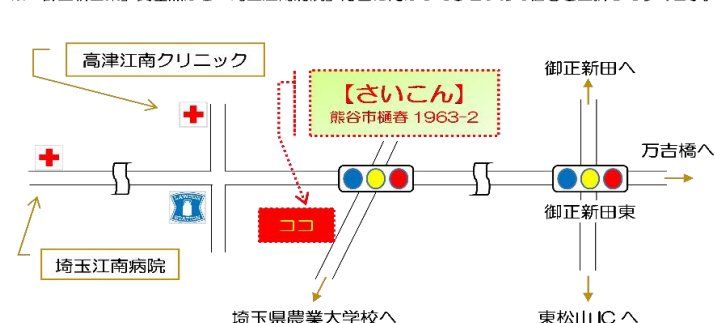 高津江南クリニック
【さいこん】
熊谷市樋春 1963-2
御正新田へ
万吉橋へ
ココ
御正新田東
埼玉江南病院
埼玉県農業大学校へ
東松山 IC へ